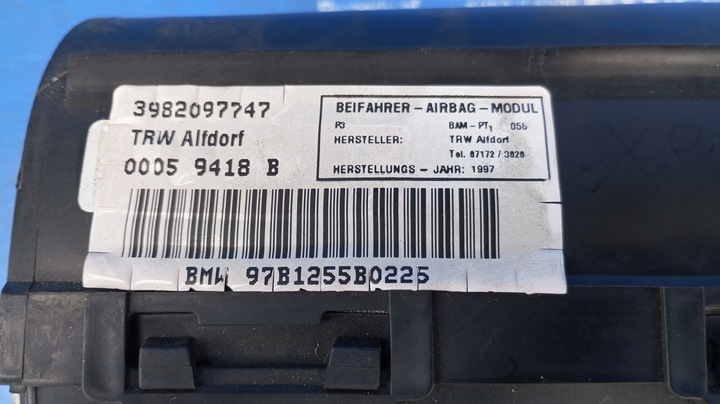 3982097747
TRW Alfdorf
0005 9418 B
BEIFAHRER-AIRBAG-MODUL
P3 BAM-PT1 056
HERSTELLER: TRW Alfdorf
Tel. 07172 / 3026
HERSTELLUNGS-JAHR: 1997
BMW 97B1255B0225